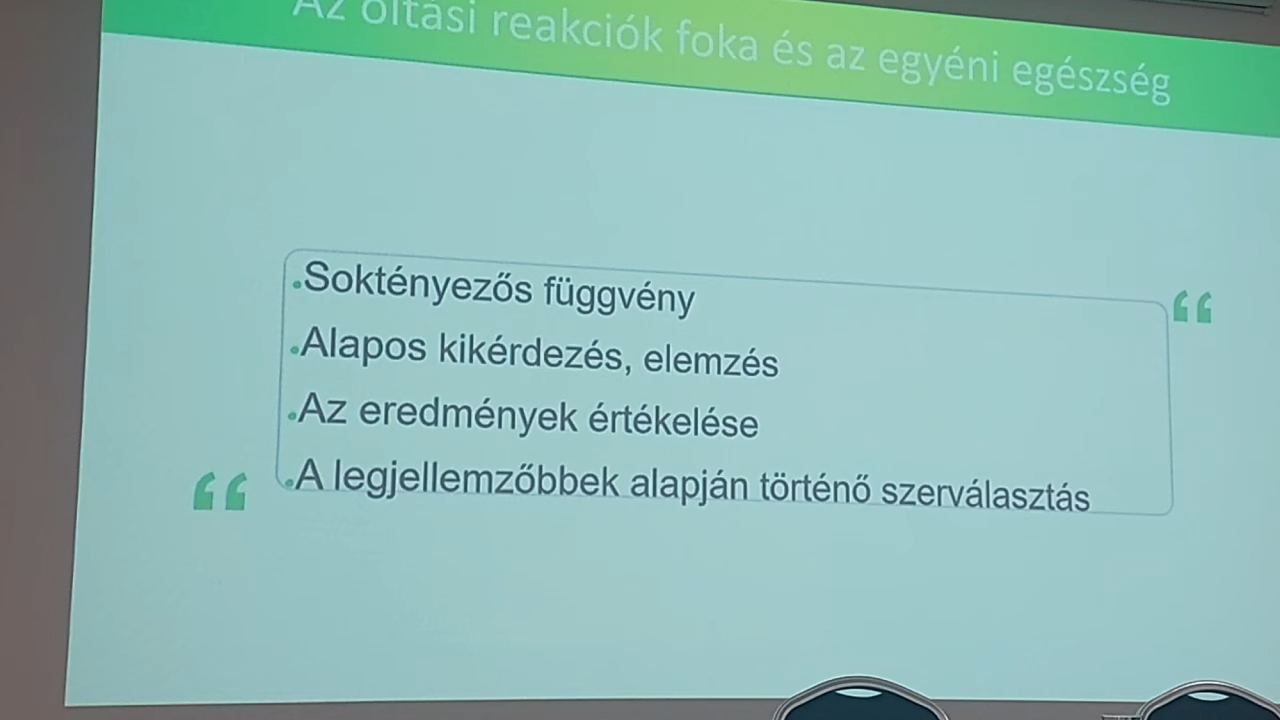 Az oltási reakciók foka és az egyéni egészség
Soktényezős függvény
Alapos kikérdezés, elemzés
Az eredmények értékelése
A legjellemzőbbek alapján történő szerválasztás